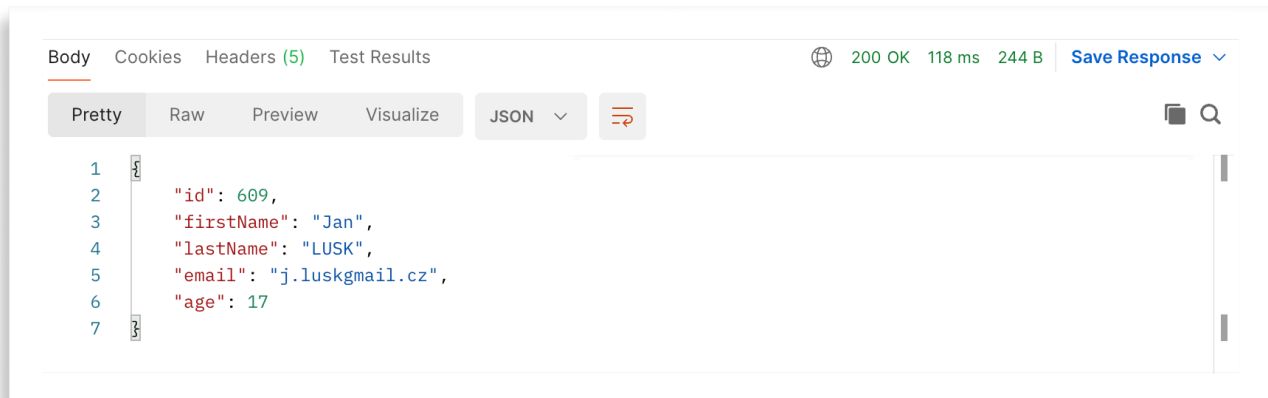 Body Cookies Headers (5) Test Results 200 OK 118 ms 244 B Save Response
Pretty Raw Preview Visualize JSON
1 {
2 "id": 609,
3 "firstName": "Jan",
4 "lastName": "LUSK",
5 "email": "j.luskgmail.cz",
6 "age": 17
7 }